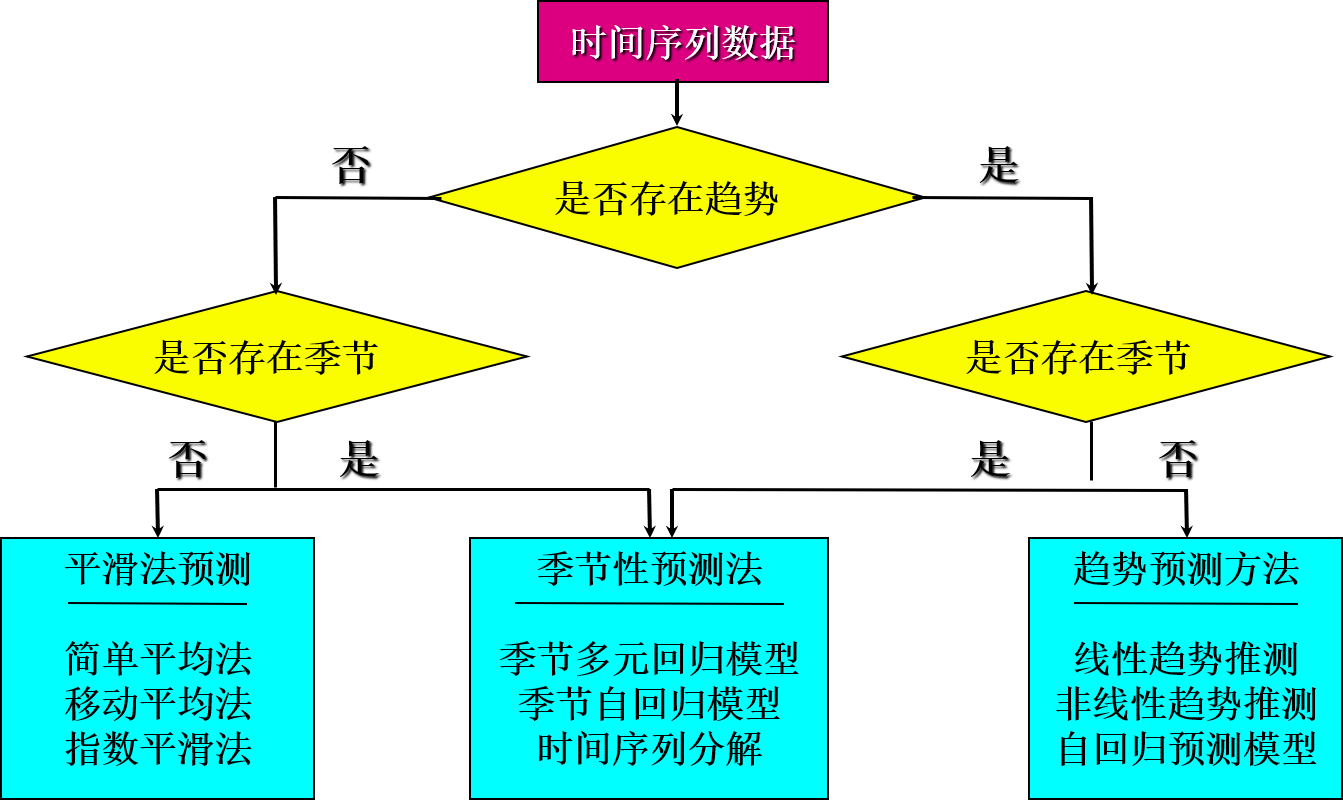 时间序列数据
否
是
是否存在趋势
是否存在季节
是否存在季节
否
是
是
否
平滑法预测
简单平均法
移动平均法
指数平滑法
季节性预测法
季节多元回归模型
季节自回归模型
时间序列分解
趋势预测方法
线性趋势推测
非线性趋势推测
自回归预测模型